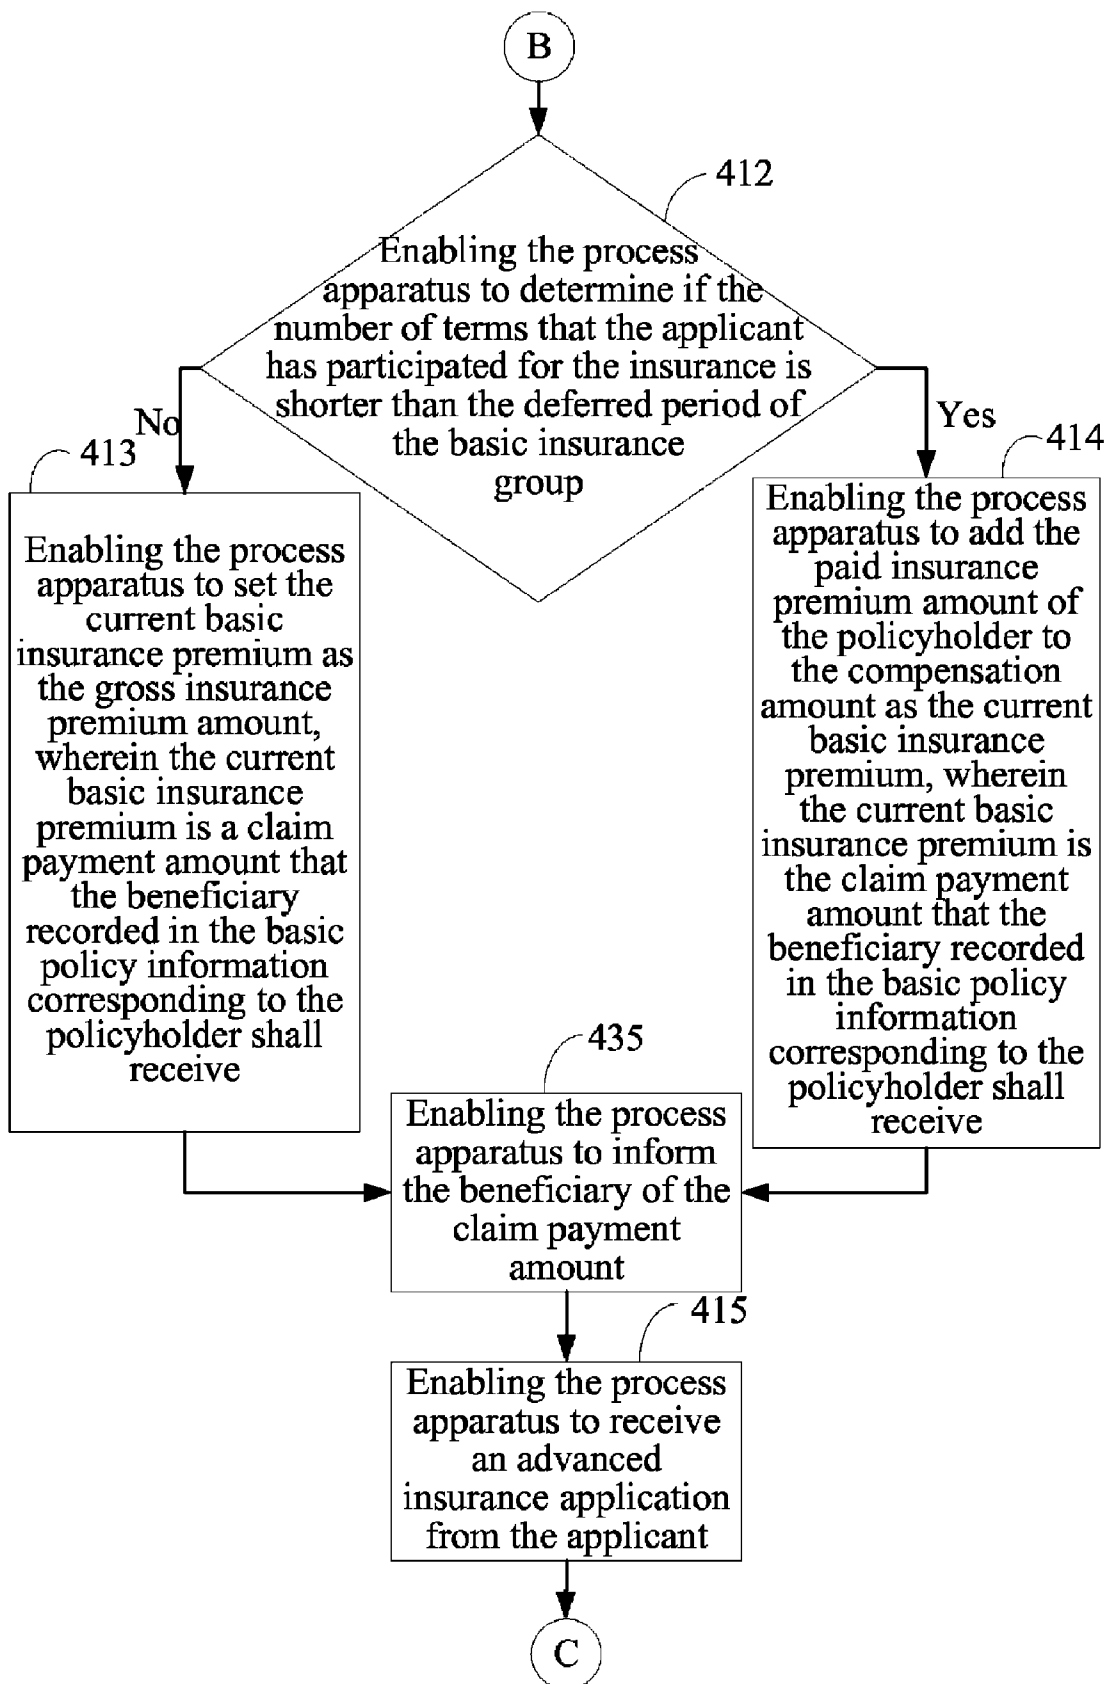 B
412
Enabling the process
apparatus to determine if the
number of terms that the applicant
has participated for the insurance is
shorter than the deferred period of
the basic insurance
group
No
Yes
413
Enabling the process
apparatus to set the
current basic
insurance premium as
the gross insurance
premium amount,
wherein the current
basic insurance
premium is a claim
payment amount that
the beneficiary
recorded in the basic
policy information
corresponding to the
policyholder shall
receive
414
Enabling the process
apparatus to add the
paid insurance
premium amount of
the policyholder to
the compensation
amount as the current
basic insurance
premium, wherein
the current basic
insurance premium is
the claim payment
amount that the
beneficiary recorded
in the basic policy
information
corresponding to the
policyholder shall
receive
435
Enabling the process
apparatus to inform
the beneficiary of the
claim payment
amount
415
Enabling the process
apparatus to receive
an advanced
insurance application
from the applicant
C